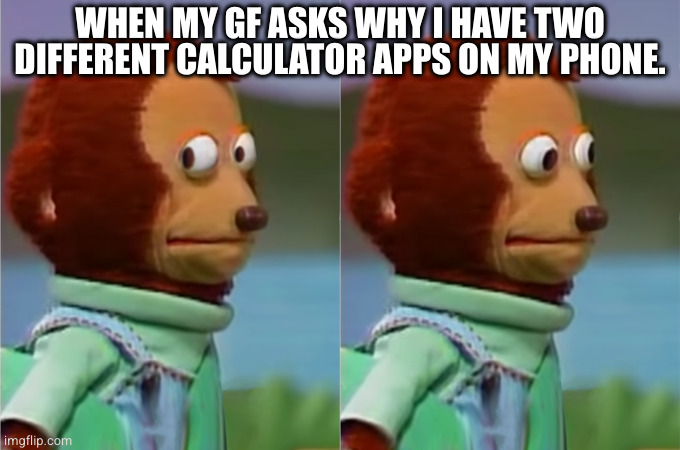 WHEN MY GF ASKS WHY I HAVE TWO
DIFFERENT CALCULATOR APPS ON MY PHONE.
imgflip.com